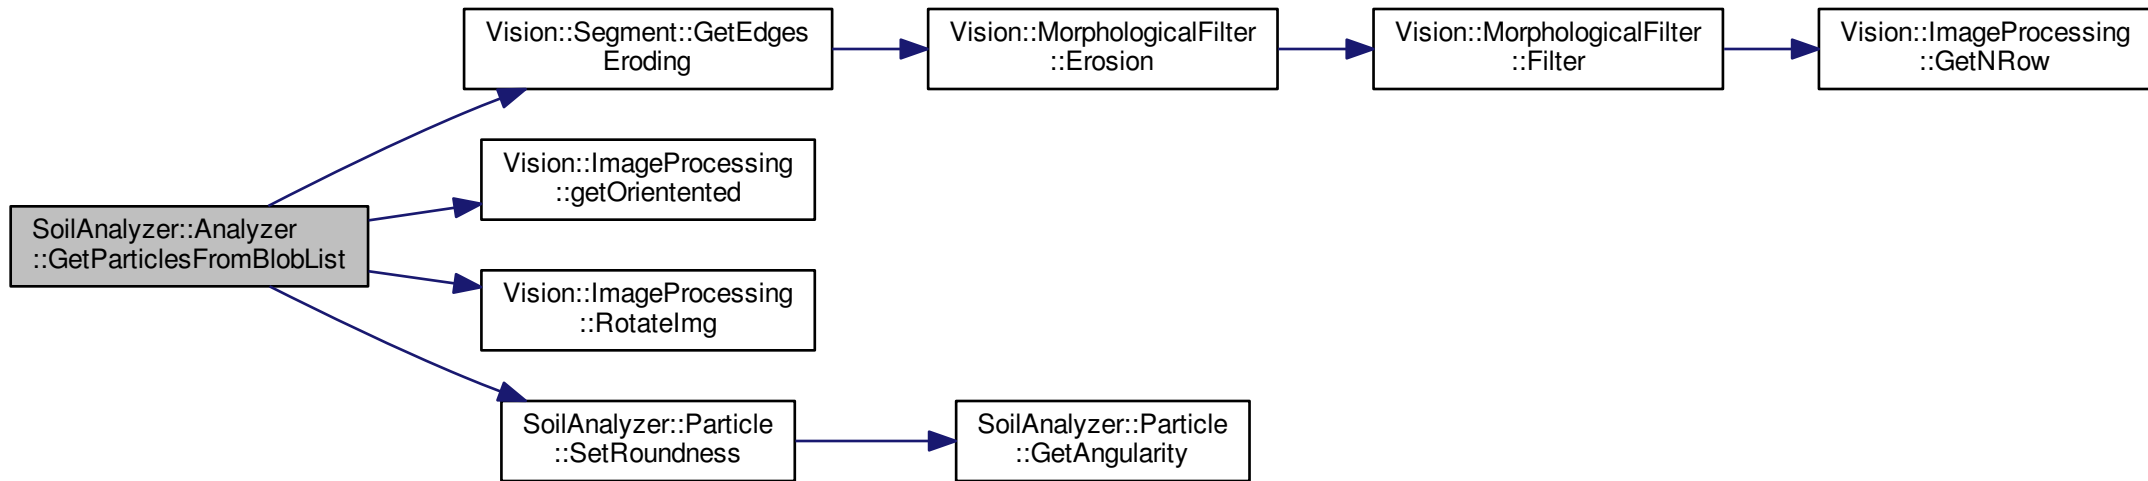 Vision::Segment::GetEdges
Eroding
Vision::MorphologicalFilter
::Erosion
Vision::MorphologicalFilter
::Filter
Vision::ImageProcessing
::GetNRow
Vision::ImageProcessing
::getOrientented
SoilAnalyzer::Analyzer
::GetParticlesFromBlobList
Vision::ImageProcessing
::RotateImg
SoilAnalyzer::Particle
::SetRoundness
SoilAnalyzer::Particle
::GetAngularity